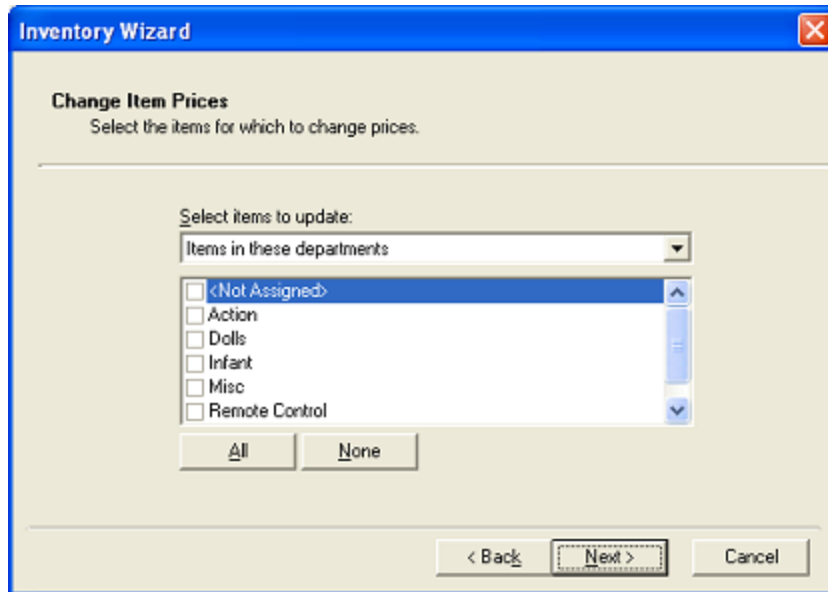 Inventory Wizard
Change Item Prices
Select the items for which to change prices.
Select items to update:
Items in these departments
<Not Assigned>
Action
Dolls
Infant
Misc
Remote Control
All None
< Back Next > Cancel